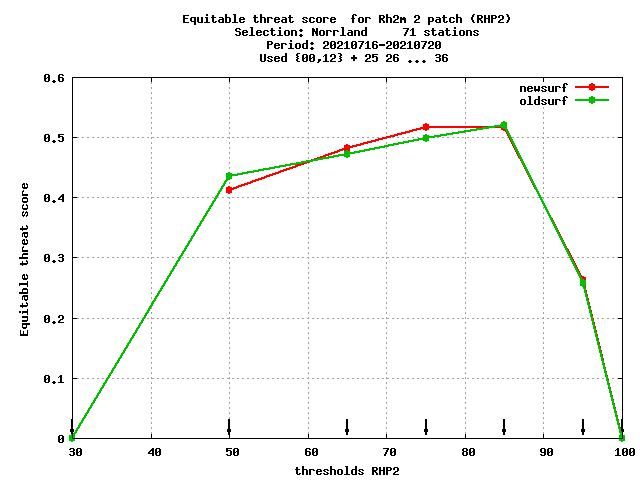 Equitable threat score  for Rh2m 2 patch (RHP2)
Selection: Norrland     71 stations
Period: 20210716-20210720
Used {00,12} + 25 26 ... 36
newsurf
oldsurf
Equitable threat score
0.6
0.5
0.4
0.3
0.2
0.1
0
30 40 50 60 70 80 90 100
thresholds RHP2